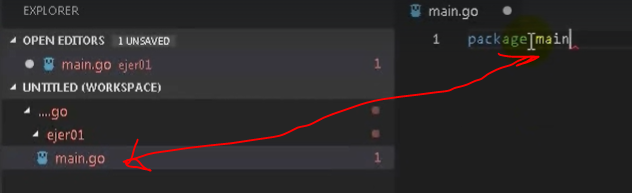 EXPLORER
OPEN EDITORS 1 UNSAVED
main.go ejer01 1
UNTITLED (WORKSPACE)
....go
ejer01
main.go 1
main.go
1 package main